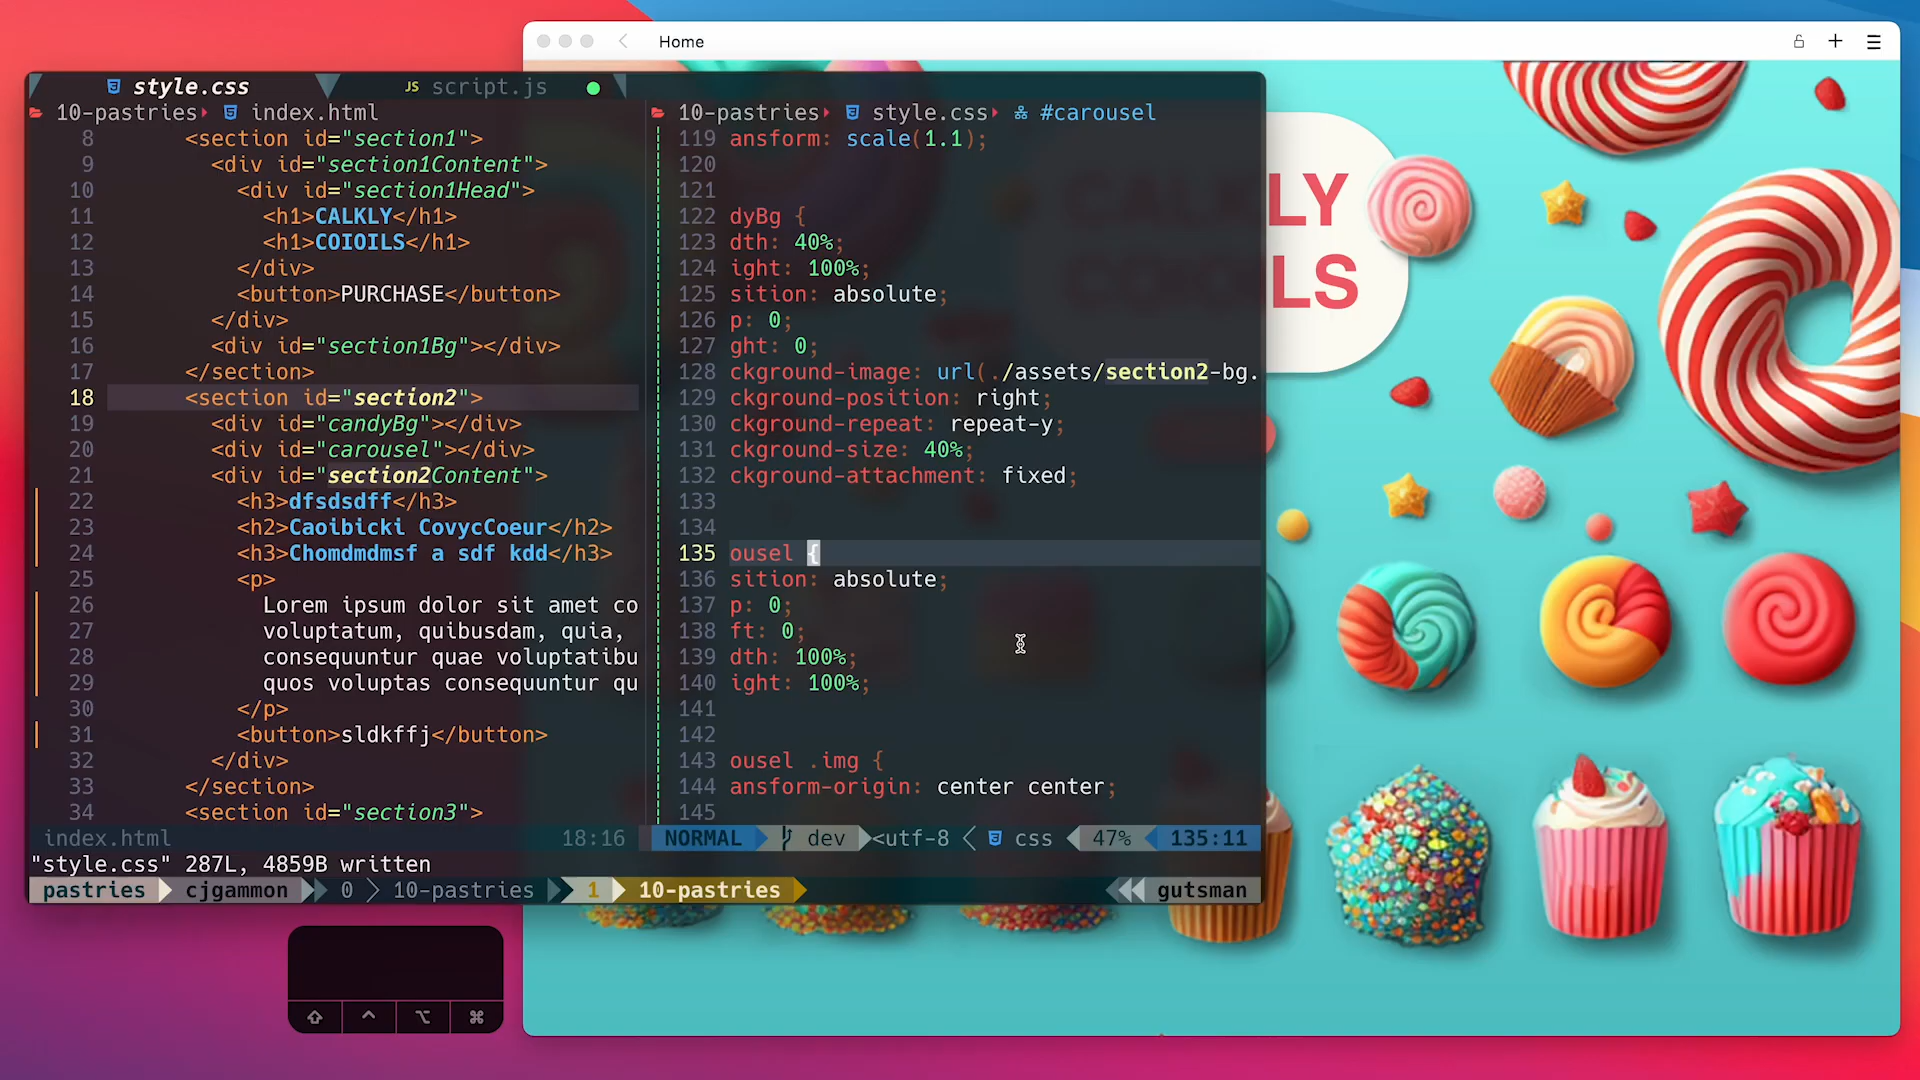 Home
style.css
JS script.js
10-pastries index.html
8 <section id="section1">
9 <div id="section1Content">
10 <div id="section1Head">
11 <h1>CALKLY</h1>
12 <h1>COIOILS</h1>
13 </div>
14 <button>PURCHASE</button>
15 </div>
16 <div id="section1Bg"></div>
17 </section>
18 <section id="section2">
19 <div id="candyBg"></div>
20 <div id="carousel"></div>
21 <div id="section2Content">
22 <h3>dfsdsdff</h3>
23 <h2>Caoibicki CovycCoeur</h2>
24 <h3>Chomdmdmsf a sdf kdd</h3>
25 <p>
26 Lorem ipsum dolor sit amet co
27 voluptatum, quibusdam, quia,
28 consequuntur quae voluptatibu
29 quos voluptas consequuntur qu
30 </p>
31 <button>sldkffj</button>
32 </div>
33 </section>
34 <section id="section3">
index.html 18:16
10-pastries style.css #carousel
119 ansform: scale(1.1);
120
121
122 dyBg {
123 dth: 40%;
124 ight: 100%;
125 sition: absolute;
126 p: 0;
127 ght: 0;
128 ckground-image: url(./assets/section2-bg.
129 ckground-position: right;
130 ckground-repeat: repeat-y;
131 ckground-size: 40%;
132 ckground-attachment: fixed;
133
134
135 ousel {
136 sition: absolute;
137 p: 0;
138 ft: 0;
139 dth: 100%;
140 ight: 100%;
141
142
143 ousel .img {
144 ansform-origin: center center;
145
NORMAL dev <utf-8 css 47% 135:11
"style.css" 287L, 4859B written
pastries cjgammon 0 10-pastries 1 10-pastries gutsman
CALKLY
COIOILS